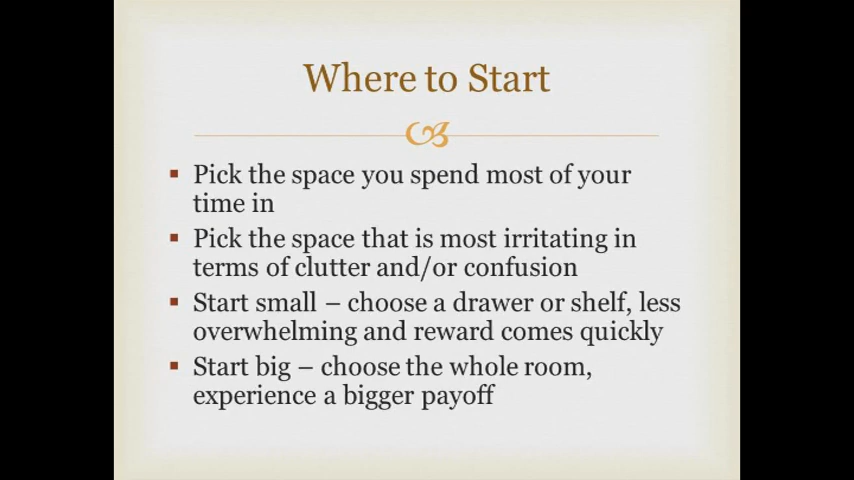 Where to Start
▪ Pick the space you spend most of your
time in
▪ Pick the space that is most irritating in
terms of clutter and/or confusion
▪ Start small – choose a drawer or shelf, less
overwhelming and reward comes quickly
▪ Start big – choose the whole room,
experience a bigger payoff